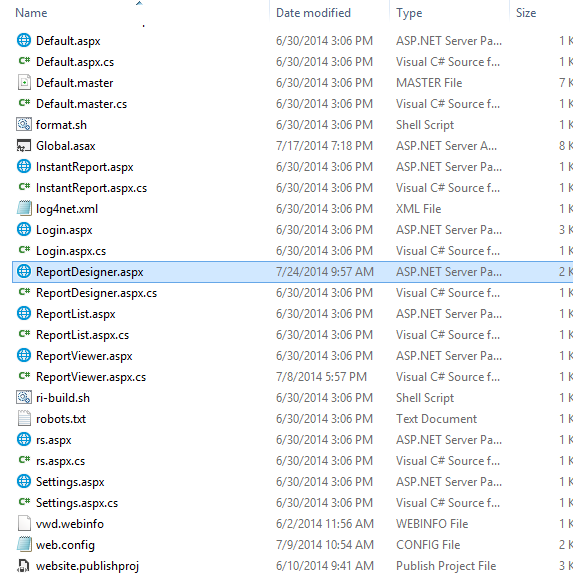 Name Date modified Type Size
Default.aspx 6/30/2014 3:06 PM ASP.NET Server Pa... 1 K
Default.aspx.cs 6/30/2014 3:06 PM Visual C# Source f... 1 K
Default.master 6/30/2014 3:06 PM MASTER File 7 K
Default.master.cs 6/30/2014 3:06 PM Visual C# Source f... 1 K
format.sh 6/30/2014 3:06 PM Shell Script 1 K
Global.asax 7/17/2014 7:18 PM ASP.NET Server A... 8 K
InstantReport.aspx 6/30/2014 3:06 PM ASP.NET Server Pa... 1 K
InstantReport.aspx.cs 6/30/2014 3:06 PM Visual C# Source f... 1 K
log4net.xml 6/30/2014 3:06 PM XML File 1 K
Login.aspx 6/30/2014 3:06 PM ASP.NET Server Pa... 3 K
Login.aspx.cs 6/30/2014 3:06 PM Visual C# Source f... 1 K
ReportDesigner.aspx 7/24/2014 9:57 AM ASP.NET Server Pa... 2 K
ReportDesigner.aspx.cs 6/30/2014 3:06 PM Visual C# Source f... 1 K
ReportList.aspx 6/30/2014 3:06 PM ASP.NET Server Pa... 1 K
ReportList.aspx.cs 6/30/2014 3:06 PM Visual C# Source f... 1 K
ReportViewer.aspx 6/30/2014 3:06 PM ASP.NET Server Pa... 1 K
ReportViewer.aspx.cs 7/8/2014 5:57 PM Visual C# Source f... 1 K
ri-build.sh 6/30/2014 3:06 PM Shell Script 1 K
robots.txt 6/30/2014 3:06 PM Text Document 1 K
rs.aspx 6/30/2014 3:06 PM ASP.NET Server Pa... 1 K
rs.aspx.cs 6/30/2014 3:06 PM Visual C# Source f... 1 K
Settings.aspx 6/30/2014 3:06 PM ASP.NET Server Pa... 1 K
Settings.aspx.cs 6/30/2014 3:06 PM Visual C# Source f... 1 K
vwd.webinfo 6/2/2014 11:56 AM WEBINFO File 1 K
web.config 7/9/2014 10:54 AM CONFIG File 2 K
website.publishproj 6/10/2014 9:41 AM Publish Project File 3 K